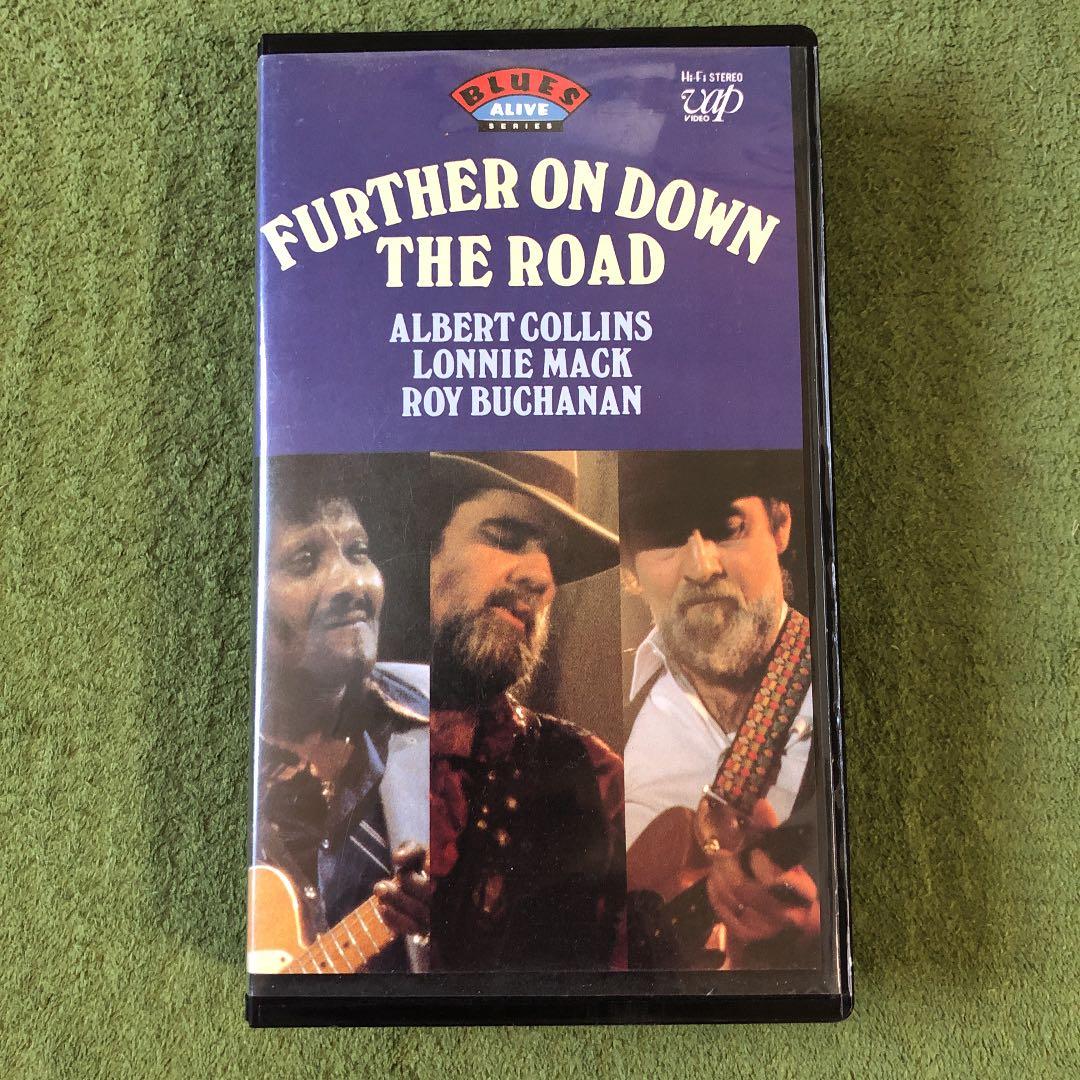 BLUES
ALIVE
SERIES
Hi-Fi STEREO
vap
VIDEO
FURTHER ON DOWN
THE ROAD
ALBERT COLLINS
LONNIE MACK
ROY BUCHANAN